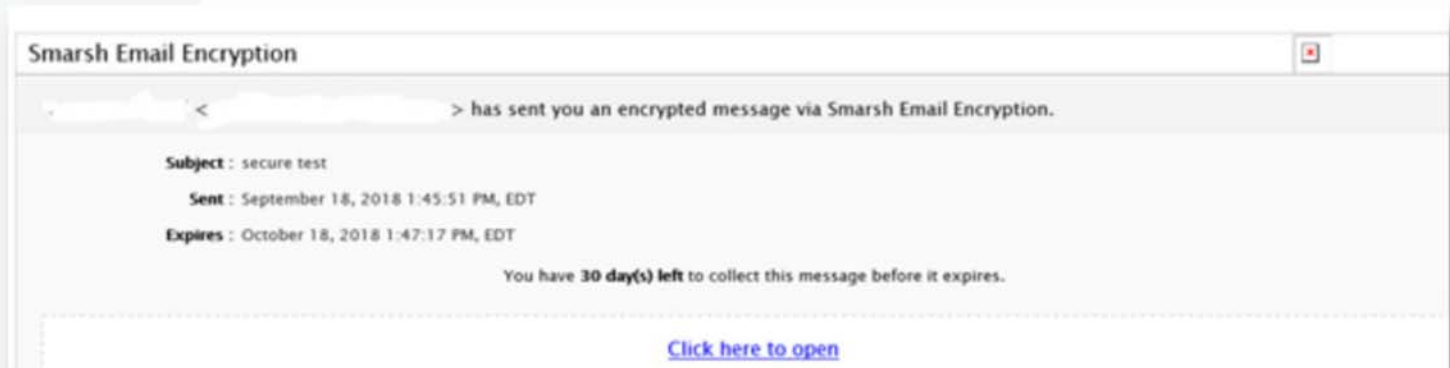 Smarsh Email Encryption
< > has sent you an encrypted message via Smarsh Email Encryption.
Subject : secure test
Sent : September 18, 2018 1:45:51 PM, EDT
Expires : October 18, 2018 1:47:17 PM, EDT
You have 30 day(s) left to collect this message before it expires.
Click here to open